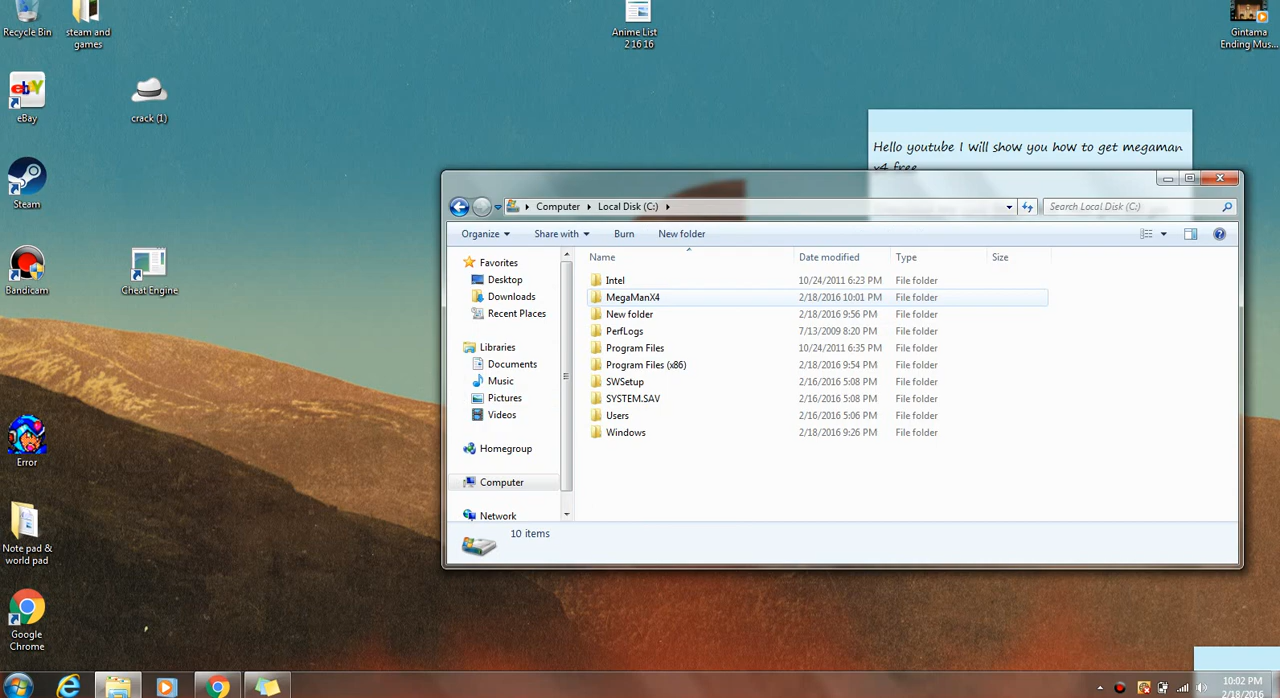 Recycle Bin
steam and
games
Anime List
2 16 16
Gintama
Ending Mus...
eBay
crack (1)
Steam
Bandicam
Cheat Engine
Error
Note pad &
world pad
Google
Chrome
Hello youtube I will show you how to get megaman
x4 free
Computer
Local Disk (C:)
Search Local Disk (C:)
Organize
Share with
Burn
New folder
Favorites
Desktop
Downloads
Recent Places
Libraries
Documents
Music
Pictures
Videos
Homegroup
Computer
Network
Name Date modified Type Size
Intel 10/24/2011 6:23 PM File folder
MegaManX4 2/18/2016 10:01 PM File folder
New folder 2/18/2016 9:56 PM File folder
PerfLogs 7/13/2009 8:20 PM File folder
Program Files 10/24/2011 6:35 PM File folder
Program Files (x86) 2/18/2016 9:54 PM File folder
SWSetup 2/16/2016 5:08 PM File folder
SYSTEM.SAV 2/16/2016 5:08 PM File folder
Users 2/16/2016 5:06 PM File folder
Windows 2/18/2016 9:26 PM File folder
10 items
10:02 PM
2/18/2016